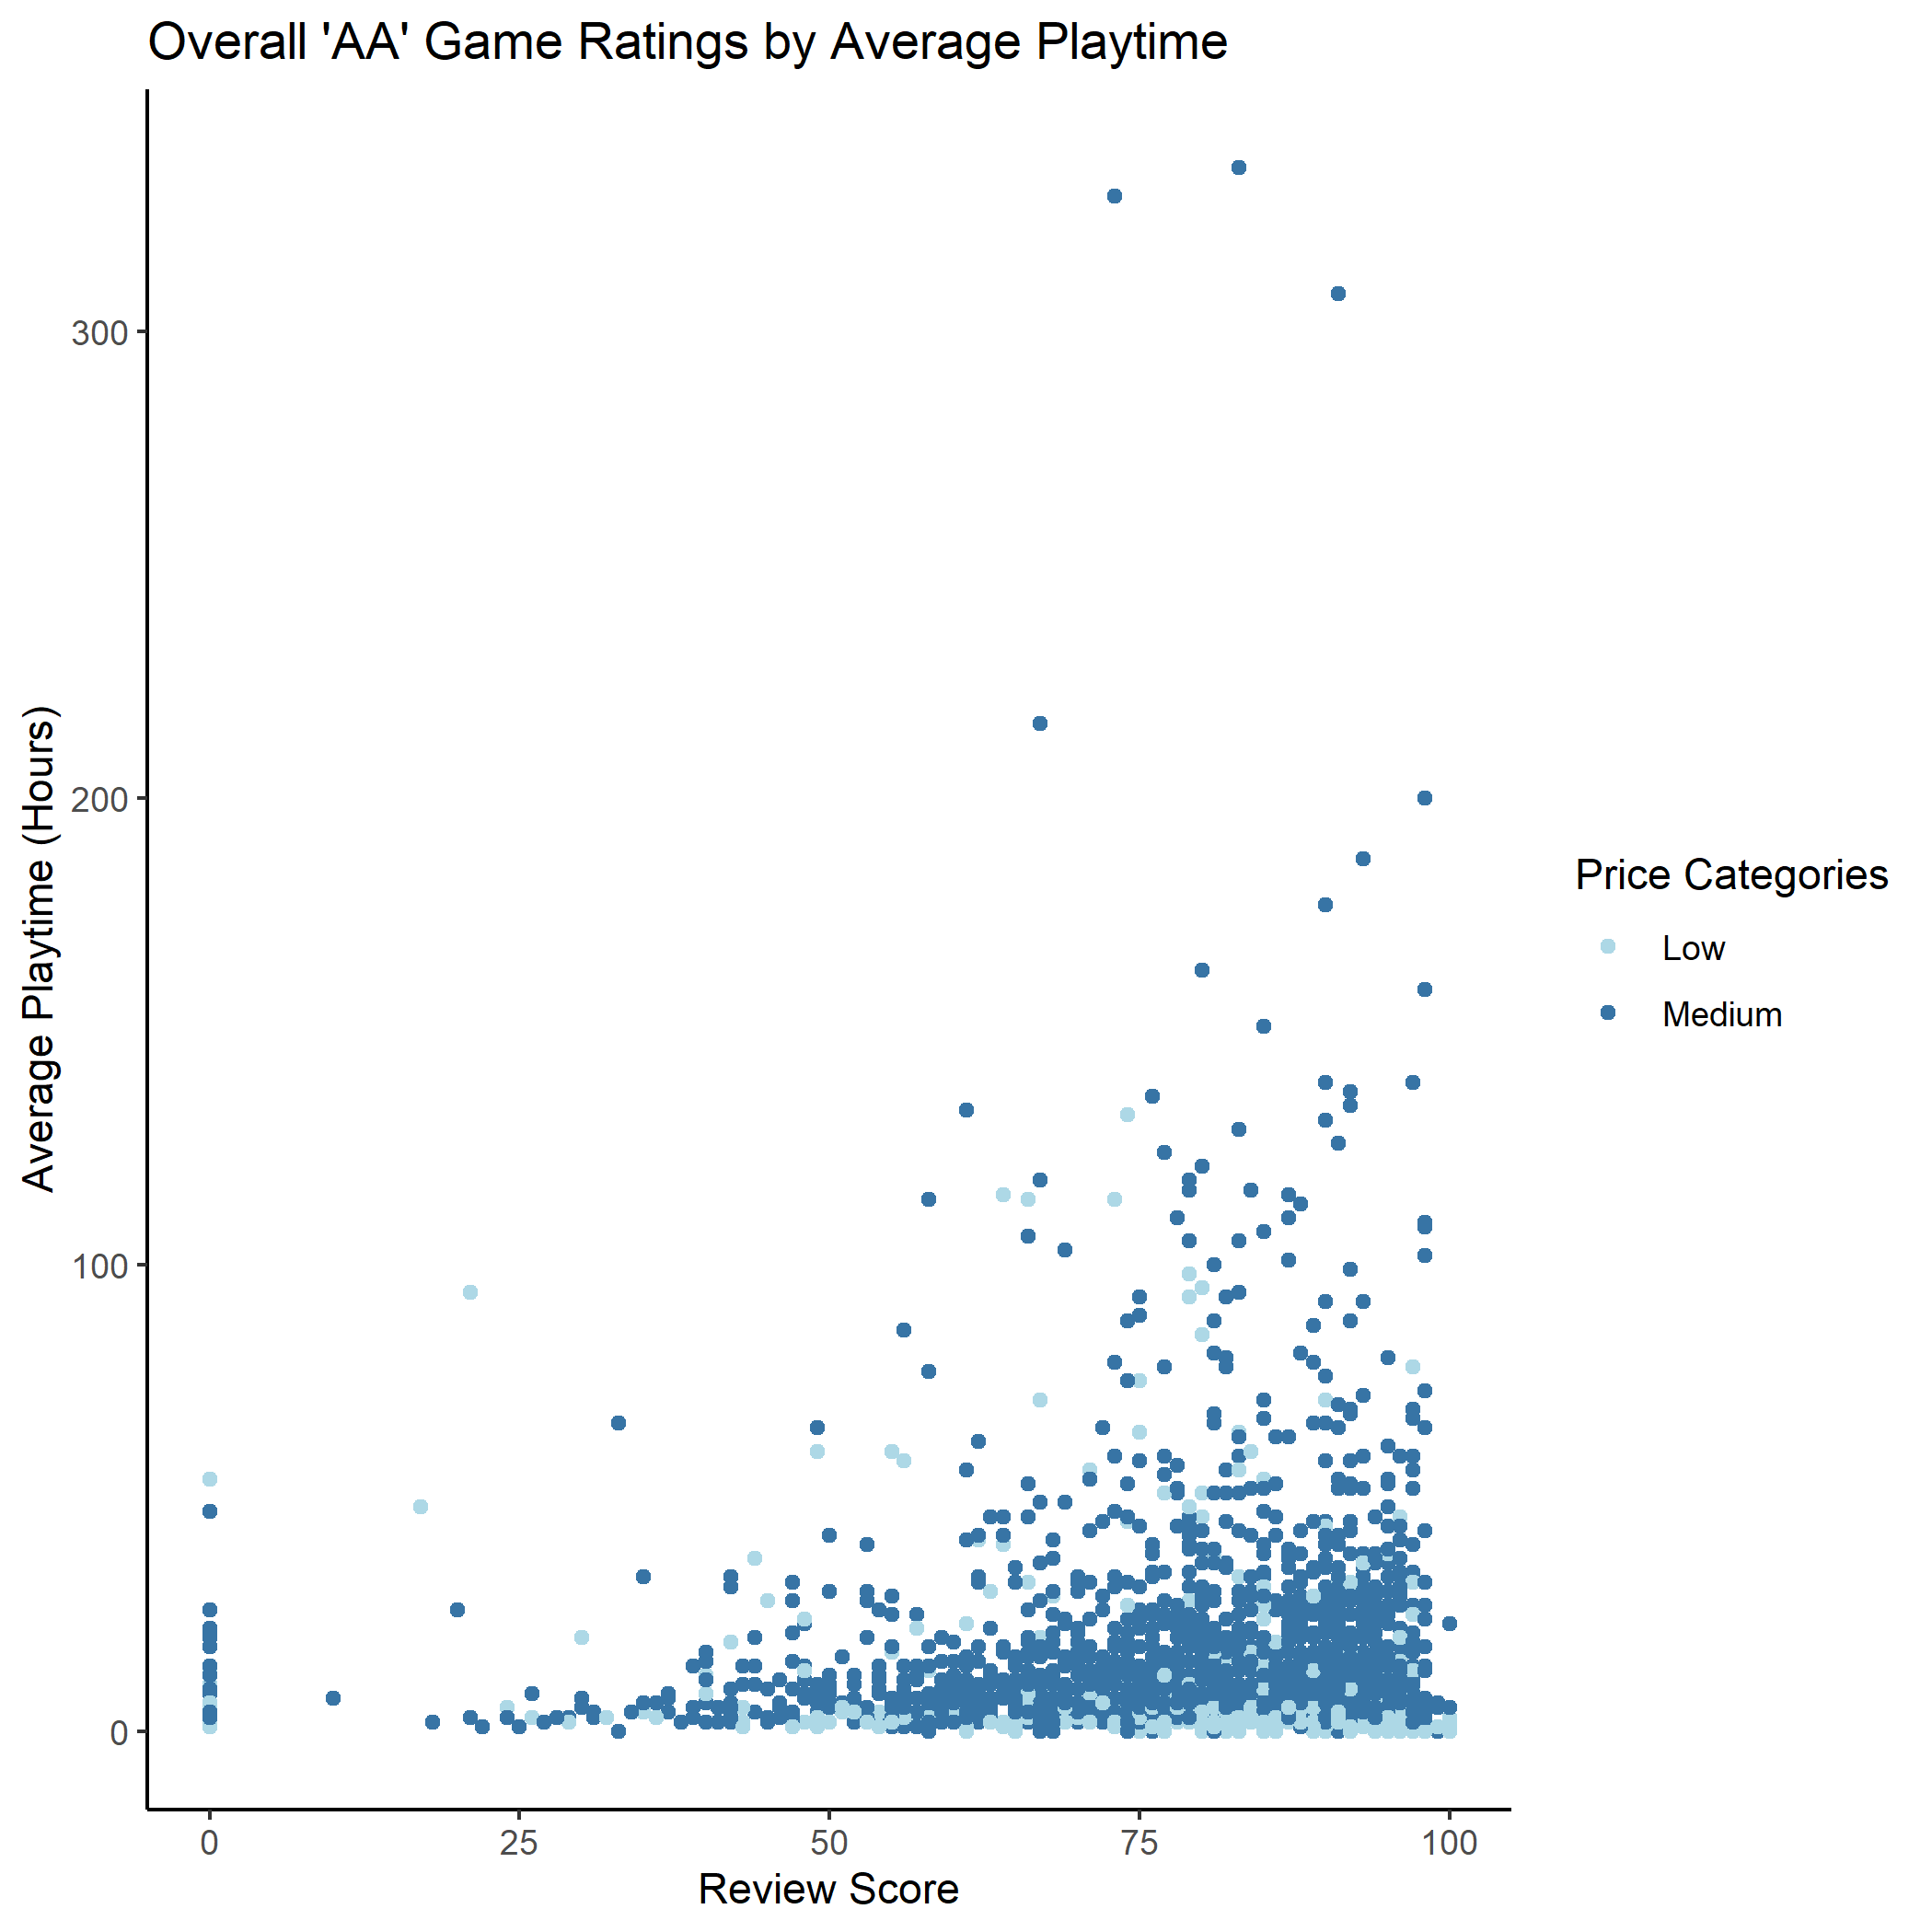 Overall 'AA' Game Ratings by Average Playtime
Average Playtime (Hours)
300
200
100
0
0
25
50
75
100
Review Score
Price Categories
Low
Medium